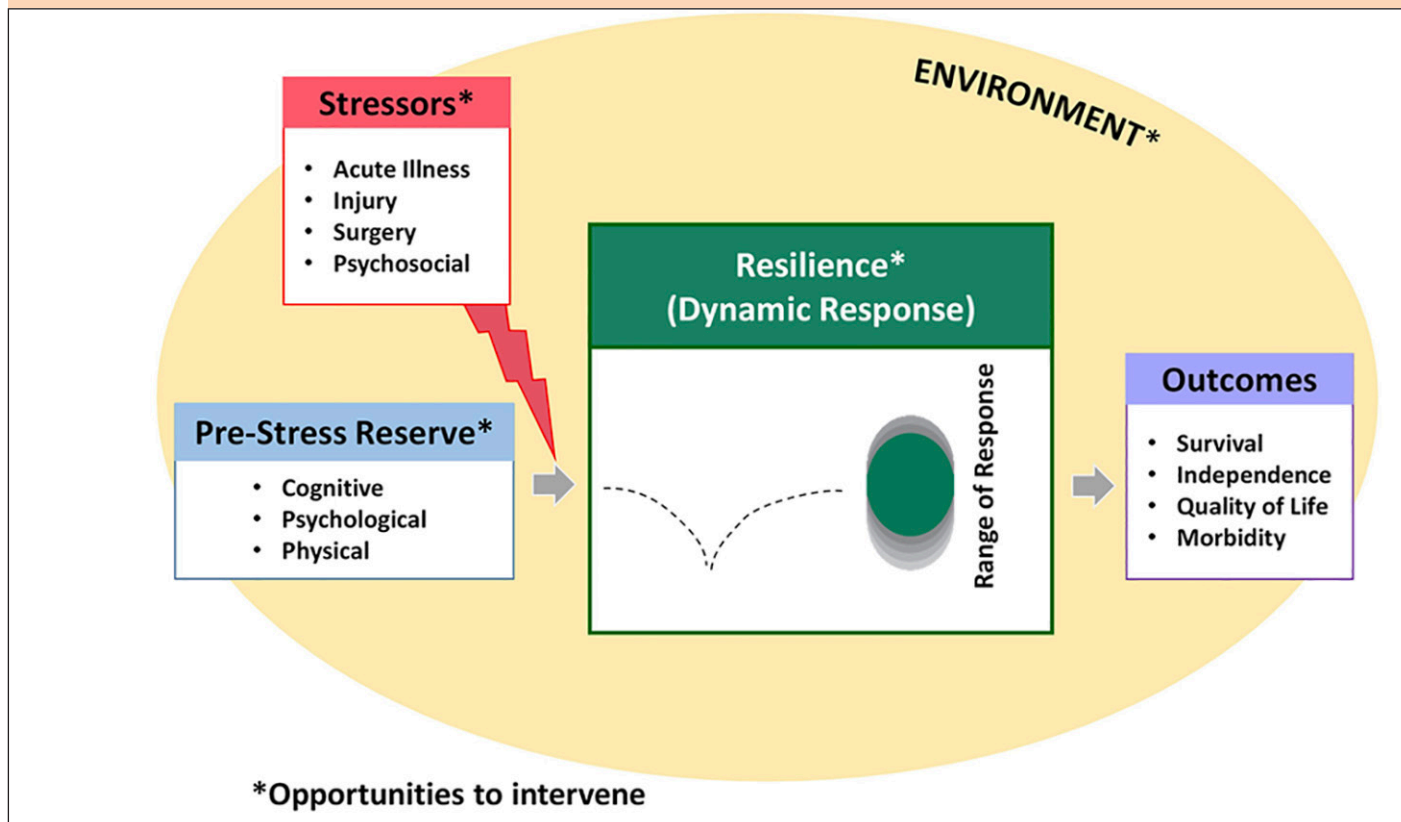 ENVIRONMENT*
Stressors*
• Acute Illness
• Injury
• Surgery
• Psychosocial
Pre-Stress Reserve*
• Cognitive
• Psychological
• Physical
Resilience*
(Dynamic Response)
Range of Response
Outcomes
• Survival
• Independence
• Quality of Life
• Morbidity
*Opportunities to intervene